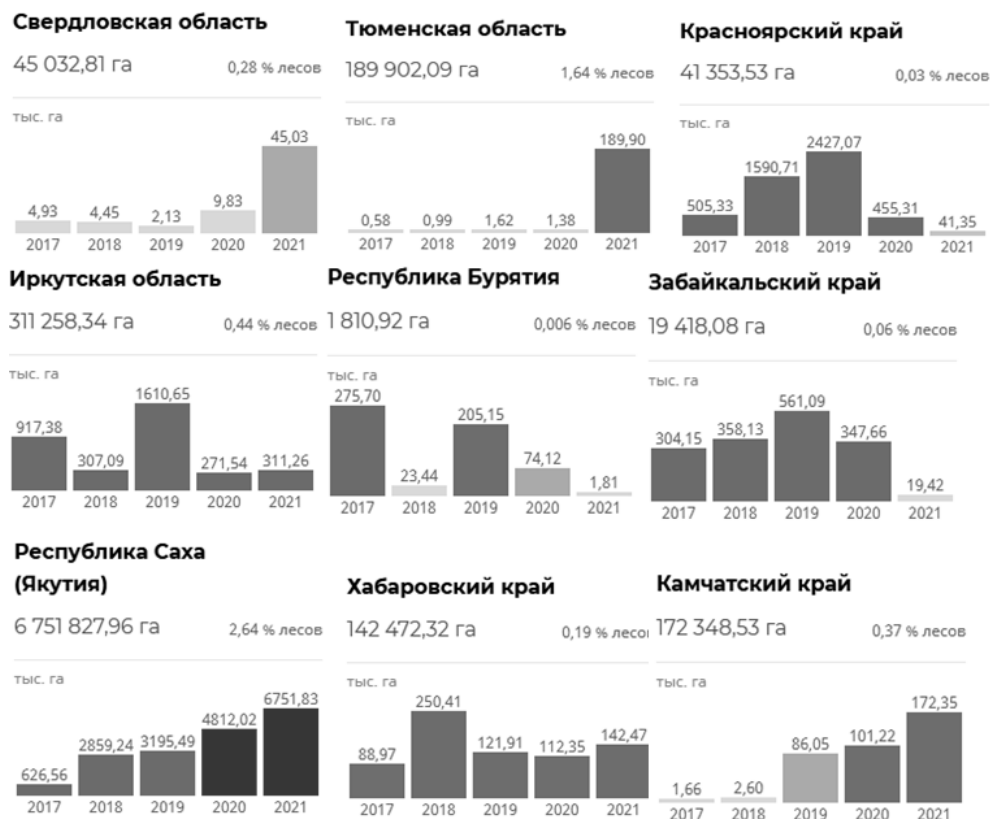 Свердловская область
45 032,81 га 0,28 % лесов
тыс. га
4,93 4,45 2,13 9,83 45,03
2017 2018 2019 2020 2021
Тюменская область
189 902,09 га 1,64 % лесов
тыс. га
0,58 0,99 1,62 1,38 189,90
2017 2018 2019 2020 2021
Красноярский край
41 353,53 га 0,03 % лесов
тыс. га
505,33 1590,71 2427,07 455,31 41,35
2017 2018 2019 2020 2021
Иркутская область
311 258,34 га 0,44 % лесов
тыс. га
917,38 307,09 1610,65 271,54 311,26
2017 2018 2019 2020 2021
Республика Бурятия
1 810,92 га 0,006 % лесов
тыс. га
275,70 23,44 205,15 74,12 1,81
2017 2018 2019 2020 2021
Забайкальский край
19 418,08 га 0,06 % лесов
тыс. га
304,15 358,13 561,09 347,66 19,42
2017 2018 2019 2020 2021
Республика Саха
(Якутия)
6 751 827,96 га 2,64 % лесов
тыс. га
626,56 2859,24 3195,49 4812,02 6751,83
2017 2018 2019 2020 2021
Хабаровский край
142 472,32 га 0,19 % лесо
тыс. га
88,97 250,41 121,91 112,35 142,47
2017 2018 2019 2020 2021
Камчатский край
172 348,53 га 0,37 % лесов
тыс. га
1,66 2,60 86,05 101,22 172,35
2017 2018 2019 2020 2021